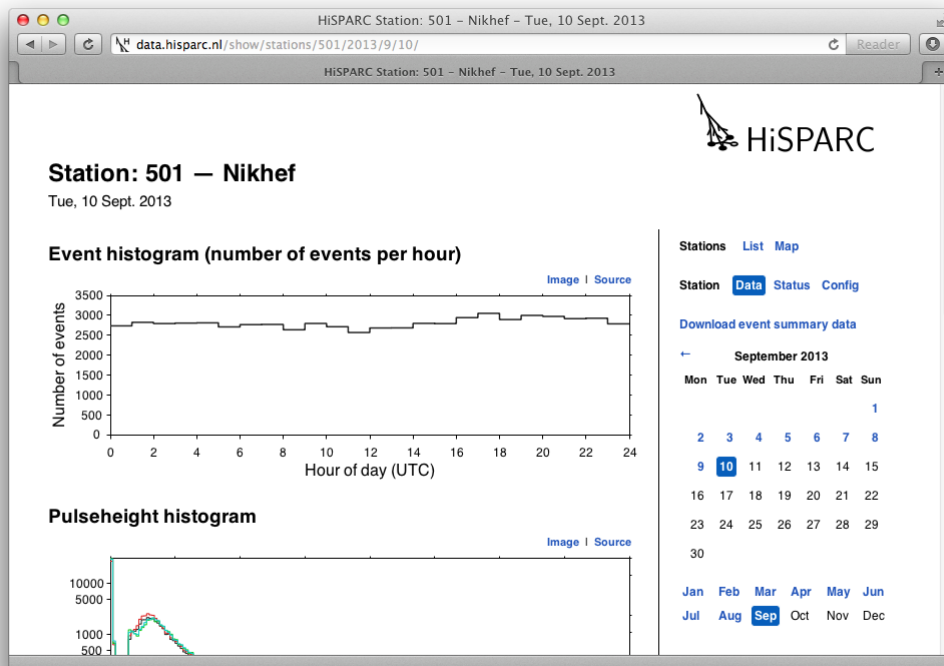 HiSPARC Station: 501 – Nikhef – Tue, 10 Sept. 2013
data.hisparc.nl/show/stations/501/2013/9/10/
Reader
HiSPARC Station: 501 – Nikhef – Tue, 10 Sept. 2013
HiSPARC
Station: 501 — Nikhef
Tue, 10 Sept. 2013
Event histogram (number of events per hour)
Image | Source
Number of events
3500
3000
2500
2000
1500
1000
500
0
0 2 4 6 8 10 12 14 16 18 20 22 24
Hour of day (UTC)
Pulseheight histogram
Image | Source
10000
5000
1000
500
Stations List Map
Station Data Status Config
Download event summary data
← September 2013
Mon Tue Wed Thu Fri Sat Sun
1
2 3 4 5 6 7 8
9 10 11 12 13 14 15
16 17 18 19 20 21 22
23 24 25 26 27 28 29
30
Jan Feb Mar Apr May Jun
Jul Aug Sep Oct Nov Dec